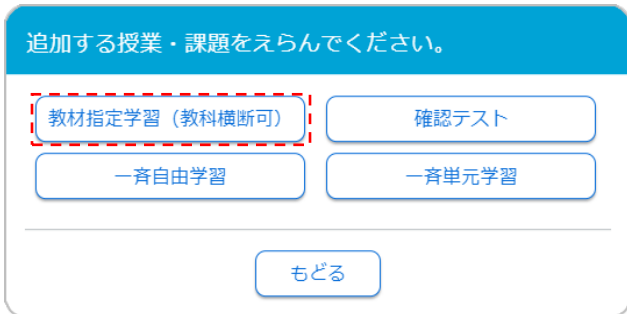 追加する授業・課題をえらんでください。
教材指定学習（教科横断可）
確認テスト
一斉自由学習
一斉単元学習
もどる